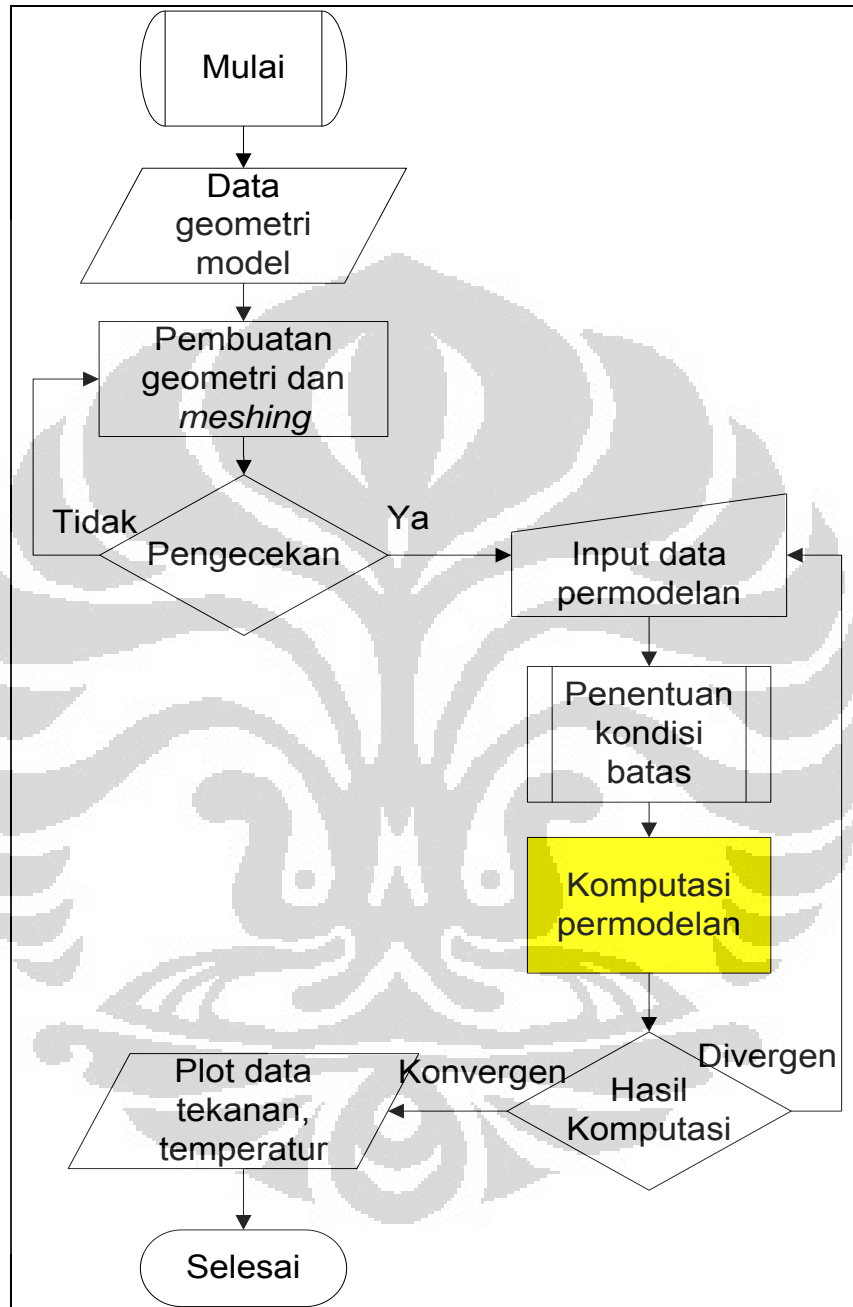 Mulai
Data
geometri
model
Pembuatan
geometri dan
meshing
Tidak
Ya
Pengecekan
Input data
permodelan
Penentuan
kondisi
batas
Komputasi
permodelan
Divergen
Konvergen
Hasil
Komputasi
Plot data
tekanan,
temperatur
Selesai